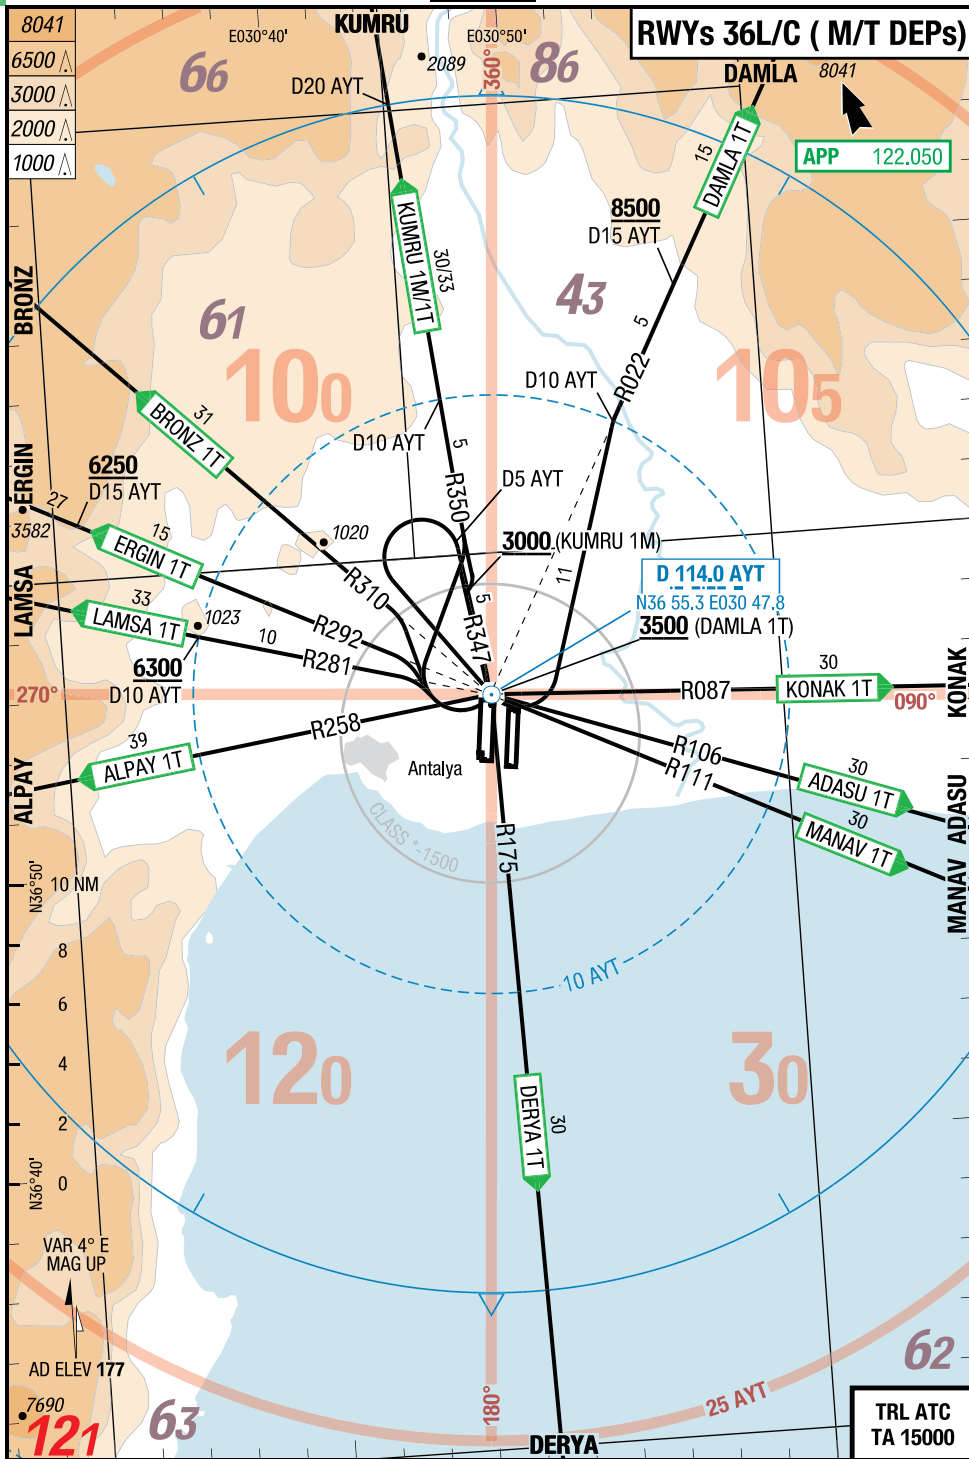 8041
6500
3000
2000
1000
KUMRU
E030°40'
E030°50'
RWYs 36L/C ( M/T DEPs)
66
2089
86
360°
DAMLA
8041
D20 AYT
APP 122.050
15
DAMLA 1T
8500
D15 AYT
KUMRU 1M/1T
30/33
BRONZ
61
43
5
100
105
D10 AYT
R022
31
BRONZ 1T
D10 AYT
5
ERGIN
6250
D15 AYT
27
R350
D5 AYT
3582
15
ERGIN 1T
1020
3000 (KUMRU 1M)
11
D 114.0 AYT
N36 55.3 E030 47.8
R310
LAMSA
33
LAMSA 1T
1023
10
R292
5
R347
3500 (DAMLA 1T)
R281
6300
D10 AYT
270°
30
KONAK 1T
KONAK
R087
090°
R258
39
ALPAY 1T
ALPAY
Antalya
R106
R111
30
ADASU 1T
ADASU
30
MANAV 1T
MANAV
CLASS *-1500
R175
N36°50'
10 NM
8
10 AYT
6
4
2
0
N36°40'
120
30
DERYA 1T
30
VAR 4° E
MAG UP
AD ELEV 177
7690
121
63
180°
25 AYT
62
DERYA
TRL ATC
TA 15000